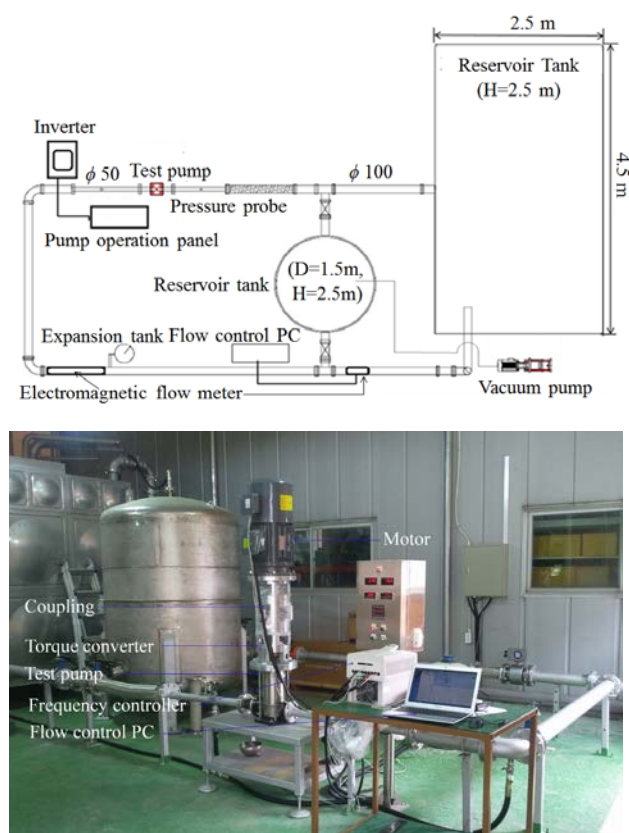 2.5 m
Reservoir Tank
(H=2.5 m)
4.5 m
Inverter
ϕ 50
Test pump
ϕ 100
Pressure probe
Pump operation panel
Reservoir tank
(D=1.5m,
H=2.5m)
Expansion tank
Flow control PC
Electromagnetic flow meter
Vacuum pump
Motor
Coupling
Torque converter
Test pump
Frequency controller
Flow control PC